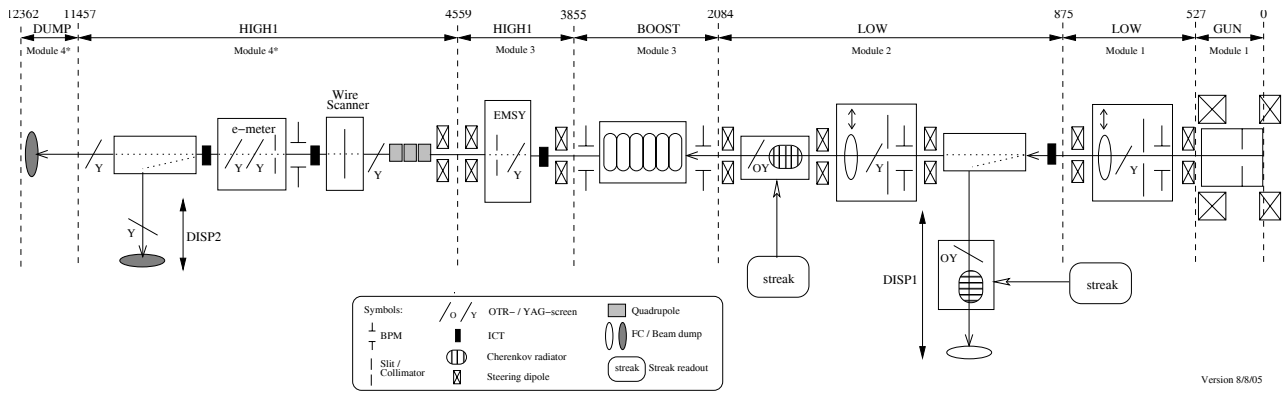 12362 11457 4559 3855 2084 875 527 0
DUMP HIGH1 HIGH1 BOOST LOW LOW GUN
Module 4* Module 4* Module 3 Module 3 Module 2 Module 1 Module 1
Wire
Scanner
e-meter
EMSY
Y Y Y Y Y Y OY Y Y
Y
DISP2
OY
streak
DISP1
streak
Symbols:
BPM
Slit /
Collimator
O Y OTR- / YAG-screen
ICT
Cherenkov radiator
Steering dipole
Quadrupole
FC / Beam dump
streak Streak readout
Version 8/8/05